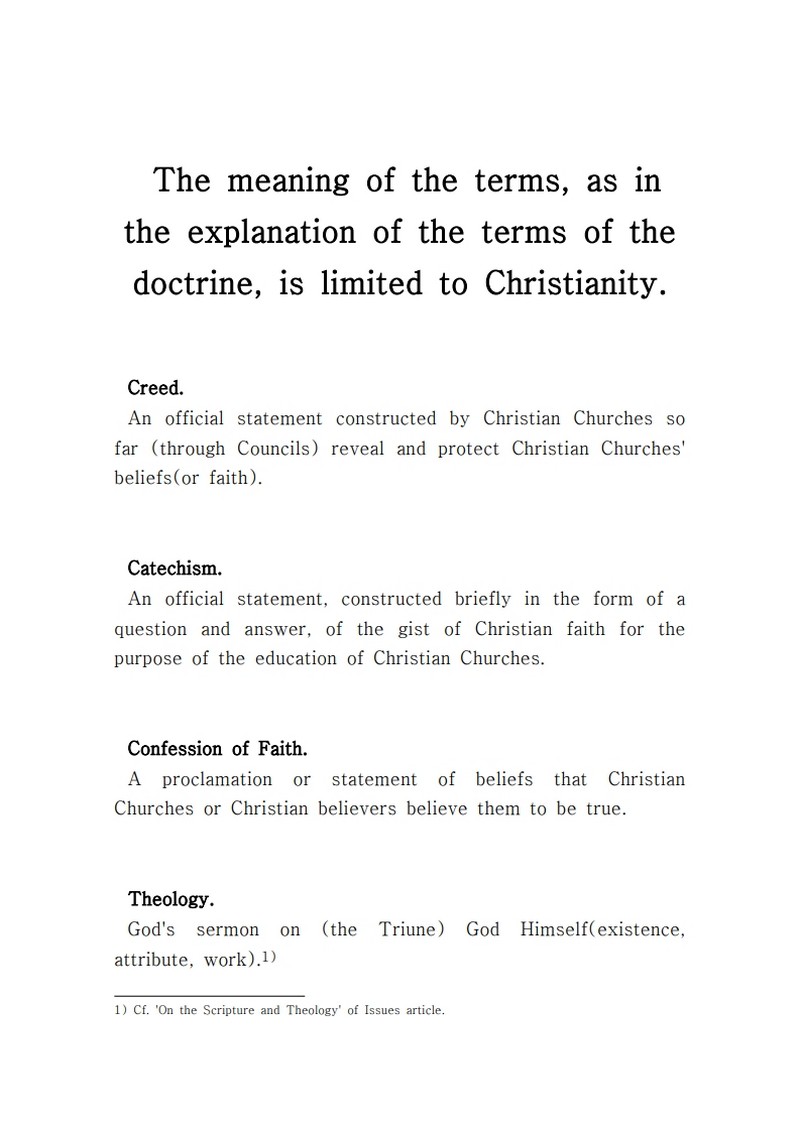 The meaning of the terms, as in
the explanation of the terms of the
doctrine, is limited to Christianity.
Creed.
An official statement constructed by Christian Churches so
far (through Councils) reveal and protect Christian Churches'
beliefs(or faith).
Catechism.
An official statement, constructed briefly in the form of a
question and answer, of the gist of Christian faith for the
purpose of the education of Christian Churches.
Confession of Faith.
A proclamation or statement of beliefs that Christian
Churches or Christian believers believe them to be true.
Theology.
God's sermon on (the Triune) God Himself(existence,
attribute, work).1)
1) Cf. 'On the Scripture and Theology' of Issues article.